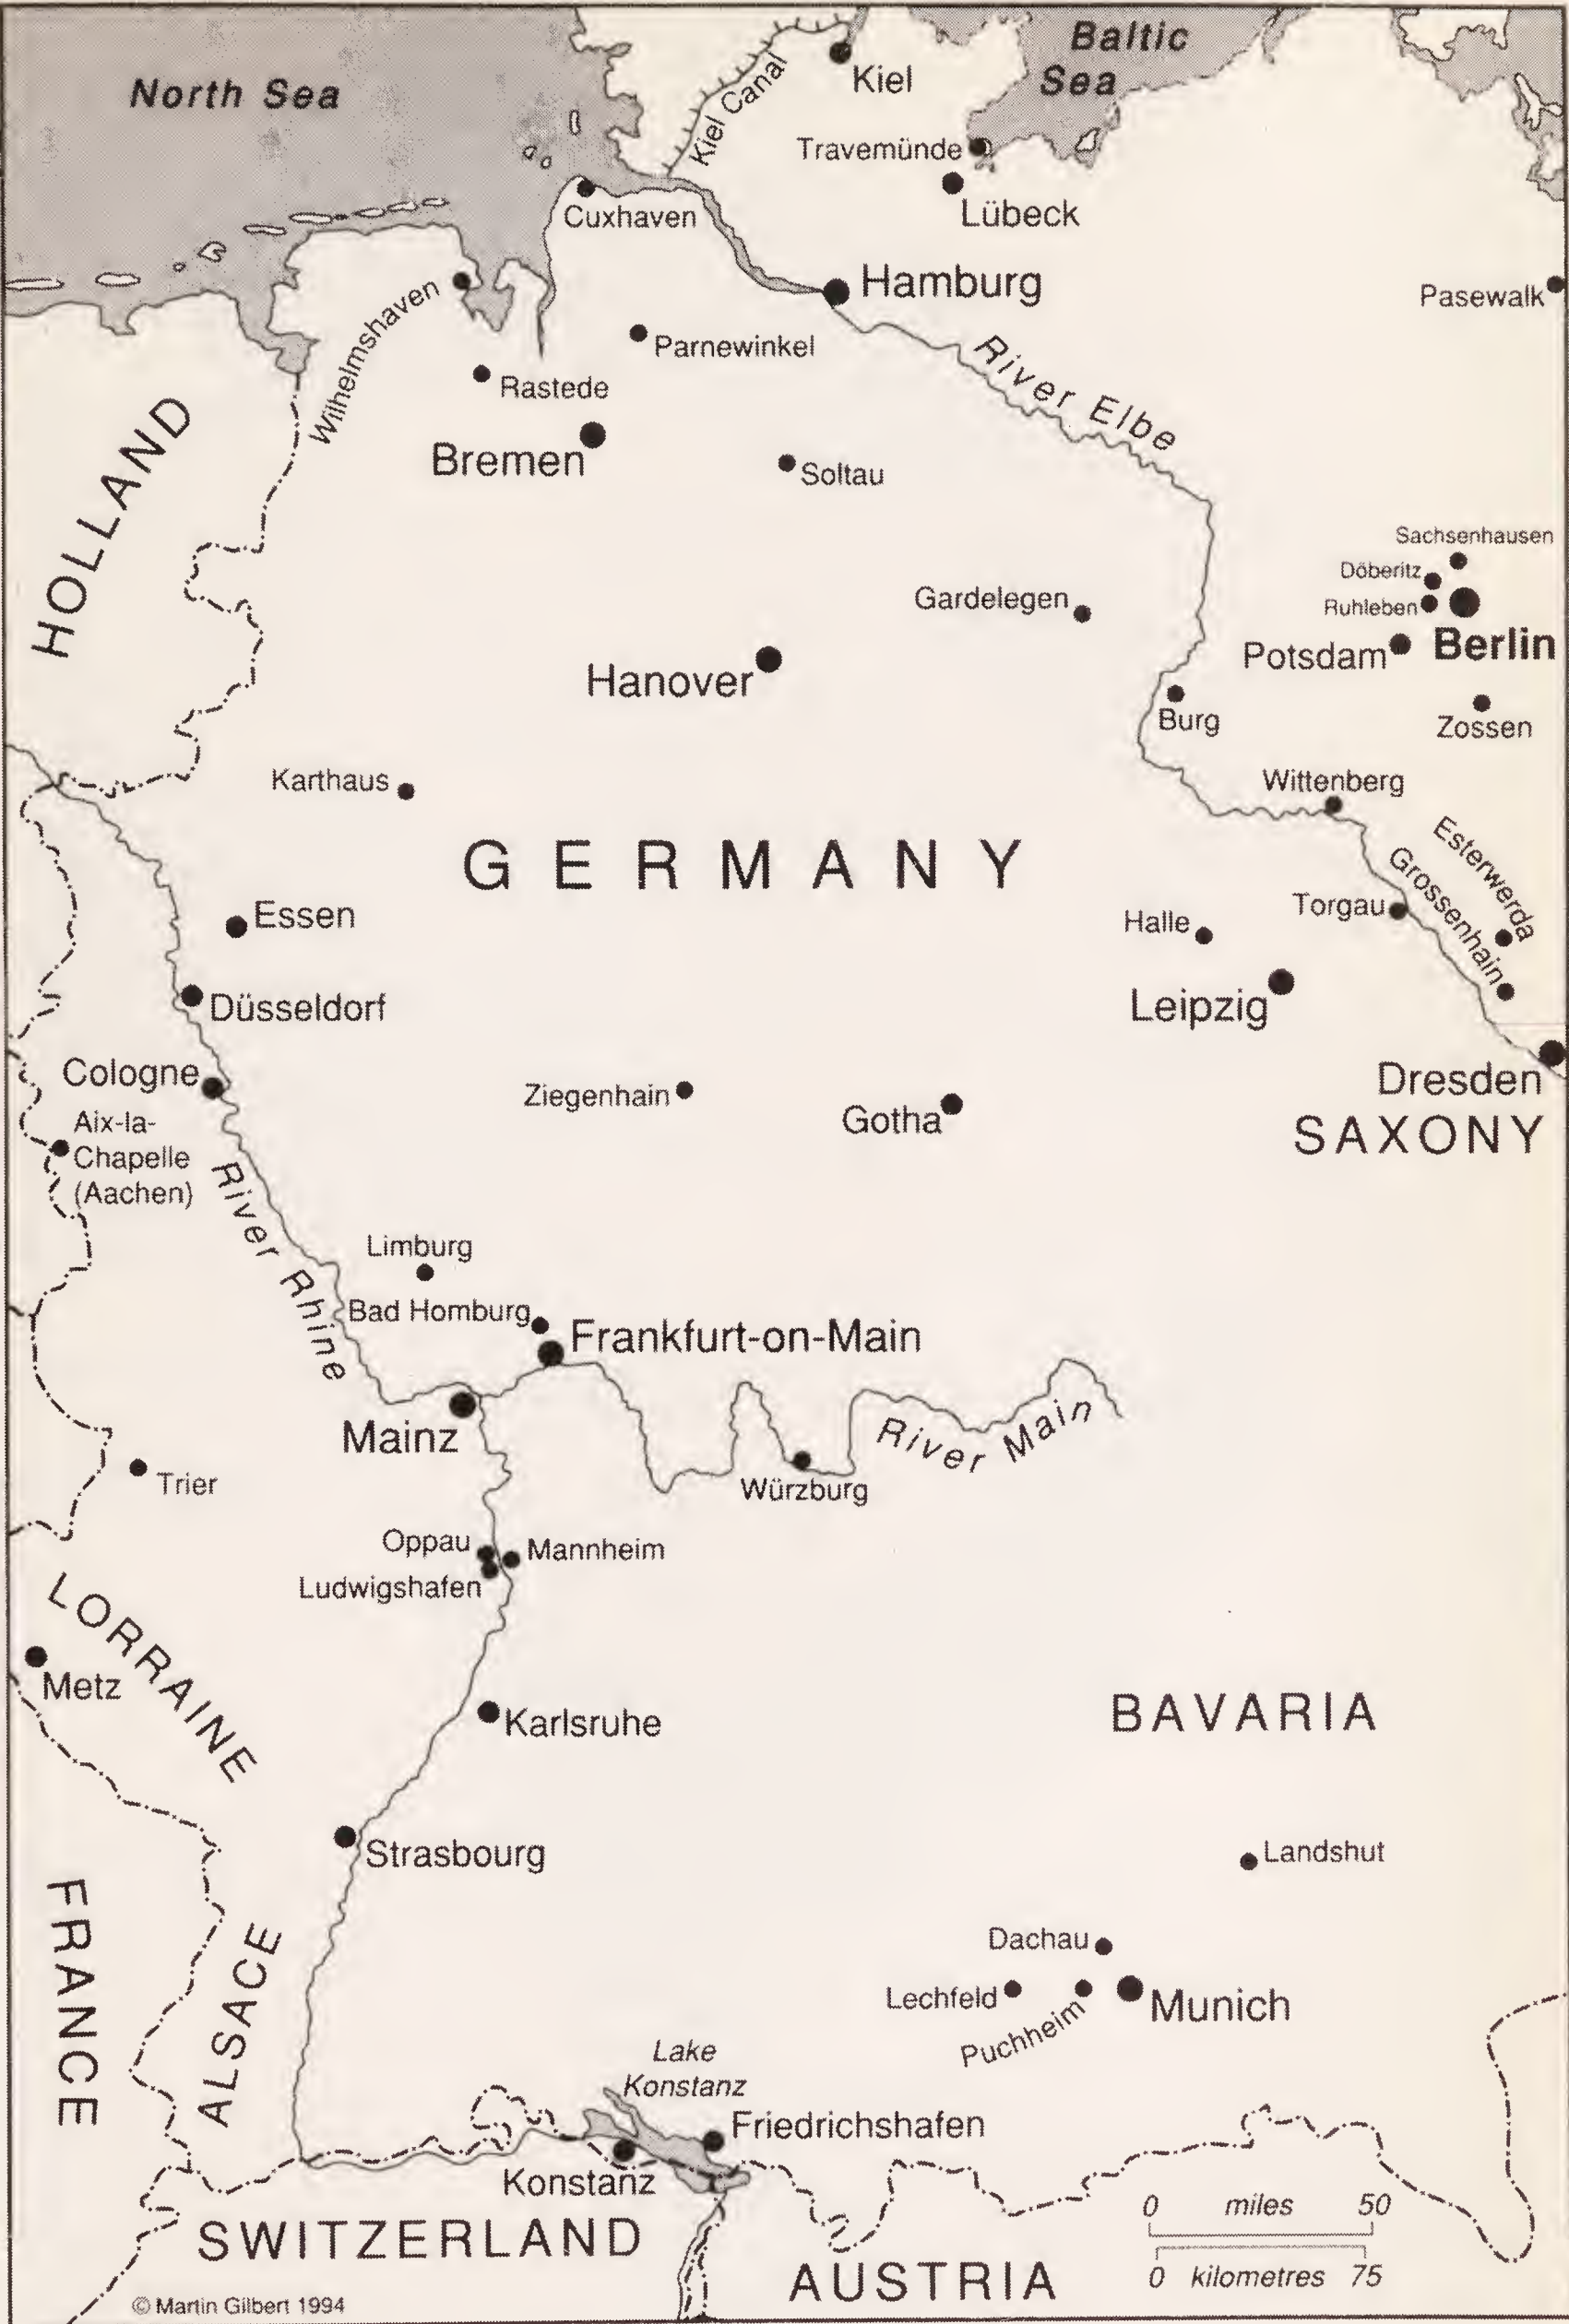 Baltic
Sea
North Sea
Kiel
Kiel Canal
Travemünde
Lübeck
Cuxhaven
Hamburg
Pasewalk
Wilhelmshaven
Parnewinkel
Rastede
River Elbe
HOLLAND
Bremen
Soltau
Sachsenhausen
Döberitz
Ruhleben
Gardelegen
Berlin
Potsdam
Hanover
Burg
Zossen
Karthaus
Wittenberg
GERMANY
Esterwerda
Grossenhain
Essen
Torgau
Halle
Düsseldorf
Leipzig
Cologne
Dresden
Ziegenhain
Gotha
SAXONY
Aix-la-
Chapelle
(Aachen)
River Rhine
Limburg
Bad Homburg
Frankfurt-on-Main
Mainz
River Main
Trier
Würzburg
Oppau
Mannheim
Ludwigshafen
LORRAINE
Metz
Karlsruhe
BAVARIA
Strasbourg
Landshut
FRANCE
ALSACE
Dachau
Lechfeld
Puchheim
Munich
Lake
Konstanz
Friedrichshafen
Konstanz
SWITZERLAND
AUSTRIA
0 miles 50
0 kilometres 75
© Martin Gilbert 1994